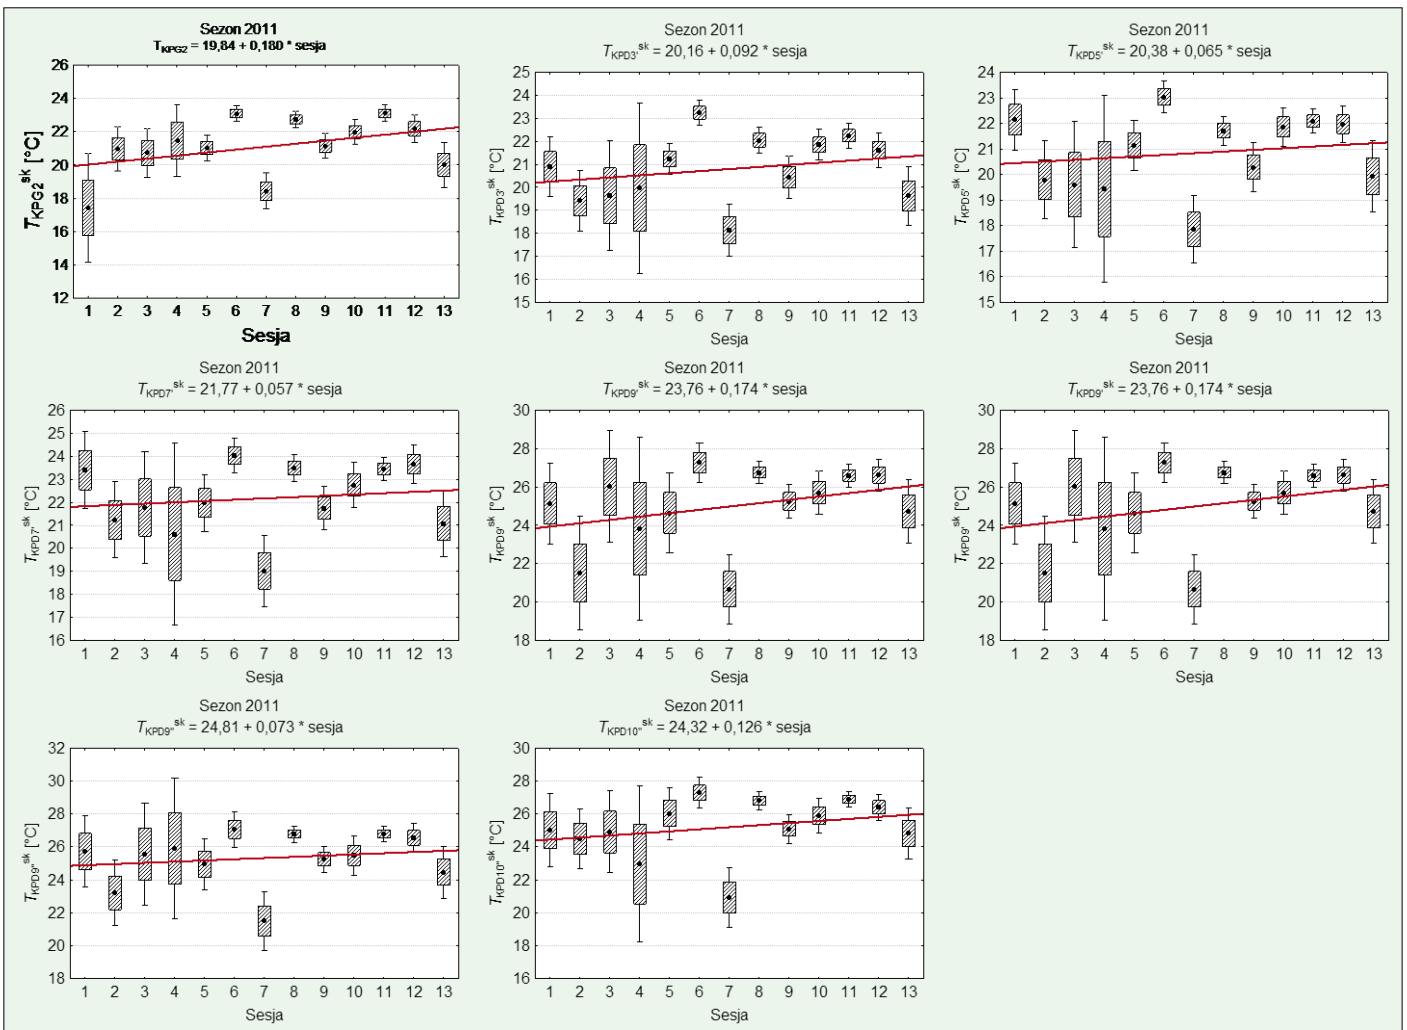 Sezon 2011
TKPG2 = 19,84 + 0,180 * sesja
TKPG2sk [°C]
26
24
22
20
18
16
14
12
1 2 3 4 5 6 7 8 9 10 11 12 13
Sesja
Sezon 2011
TKPD3'sk = 20,16 + 0,092 * sesja
TKPD3'sk [°C]
25
24
23
22
21
20
19
18
17
16
15
1 2 3 4 5 6 7 8 9 10 11 12 13
Sesja
Sezon 2011
TKPD5'sk = 20,38 + 0,065 * sesja
TKPD5'sk [°C]
24
23
22
21
20
19
18
17
16
15
1 2 3 4 5 6 7 8 9 10 11 12 13
Sesja
Sezon 2011
TKPD7'sk = 21,77 + 0,057 * sesja
TKPD7'sk [°C]
26
25
24
23
22
21
20
19
18
17
16
1 2 3 4 5 6 7 8 9 10 11 12 13
Sesja
Sezon 2011
TKPD9'sk = 23,76 + 0,174 * sesja
TKPD9'sk [°C]
30
28
26
24
22
20
18
1 2 3 4 5 6 7 8 9 10 11 12 13
Sesja
Sezon 2011
TKPD9'sk = 23,76 + 0,174 * sesja
TKPD9'sk [°C]
30
28
26
24
22
20
18
1 2 3 4 5 6 7 8 9 10 11 12 13
Sesja
Sezon 2011
TKPD9"sk = 24,81 + 0,073 * sesja
TKPD9"sk [°C]
32
30
28
26
24
22
20
18
1 2 3 4 5 6 7 8 9 10 11 12 13
Sesja
Sezon 2011
TKPD10"sk = 24,32 + 0,126 * sesja
TKPD10"sk [°C]
30
28
26
24
22
20
18
16
1 2 3 4 5 6 7 8 9 10 11 12 13
Sesja